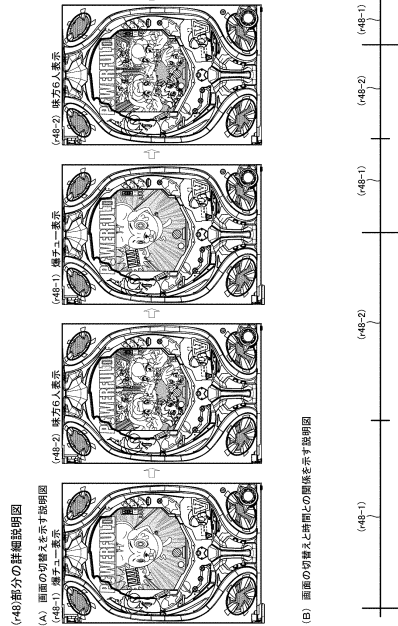 (r48)部分の詳細説明図
(A) 画面の切替えを示す説明図
(r48-1) 爆チュー表示
(r48-2) 味方6人表示
(r48-1) 爆チュー表示
(r48-2) 味方6人表示
POWERFUL
POWERFUL
POWERFUL
(B) 画面の切替えと時間との関係を示す説明図
(r48-1)
(r48-2)
(r48-1)
(r48-2)
(r48-1)